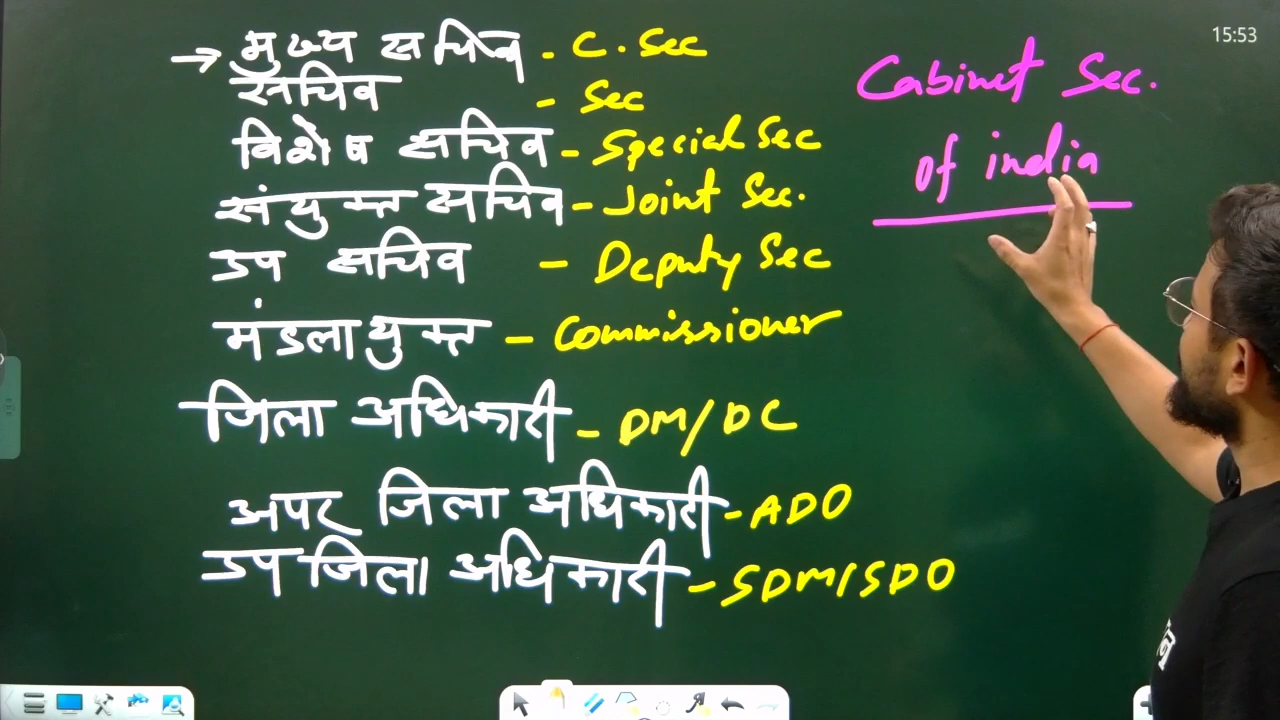 15:53
→ मुख्य सचिव - C. Sec
सचिव - Sec
विशेष सचिव - Special Sec
संयुक्त सचिव - Joint Sec.
उप सचिव - Deputy Sec
मंडलायुक्त - Commissioner
जिला अधिकारी - DM/DC
अपर जिला अधिकारी - ADO
उप जिला अधिकारी - SDM/SDO
Cabinet Sec.
of india